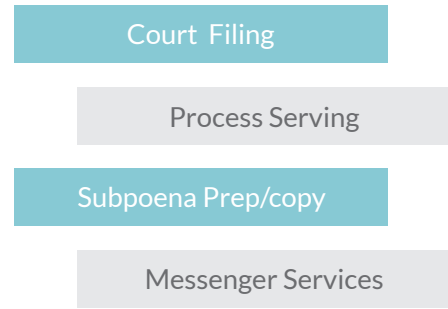 Court Filing
Process Serving
Subpoena Prep/copy
Messenger Services